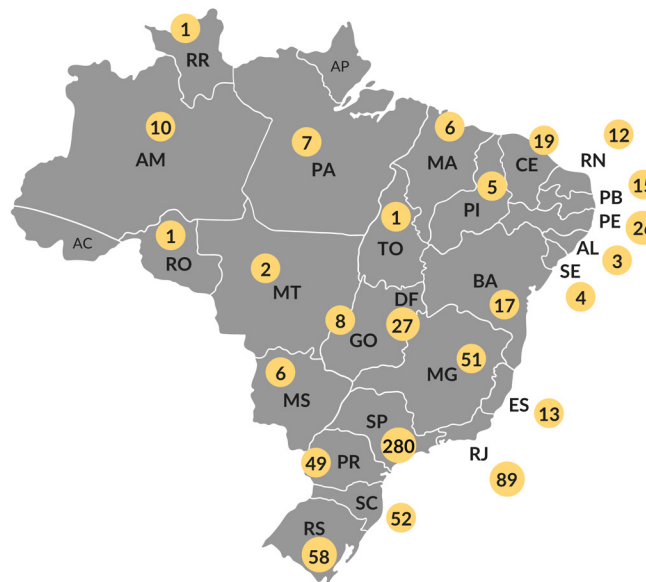 1
RR
AP
10
AM
7
PA
6
MA
19
CE
12
RN
5
PI
15
PB
PE
AL
3
SE
4
1
TO
AC
1
RO
2
MT
BA
17
DF
27
8
GO
51
MG
6
MS
ES
13
SP
280
RJ
89
49
PR
SC
52
RS
58